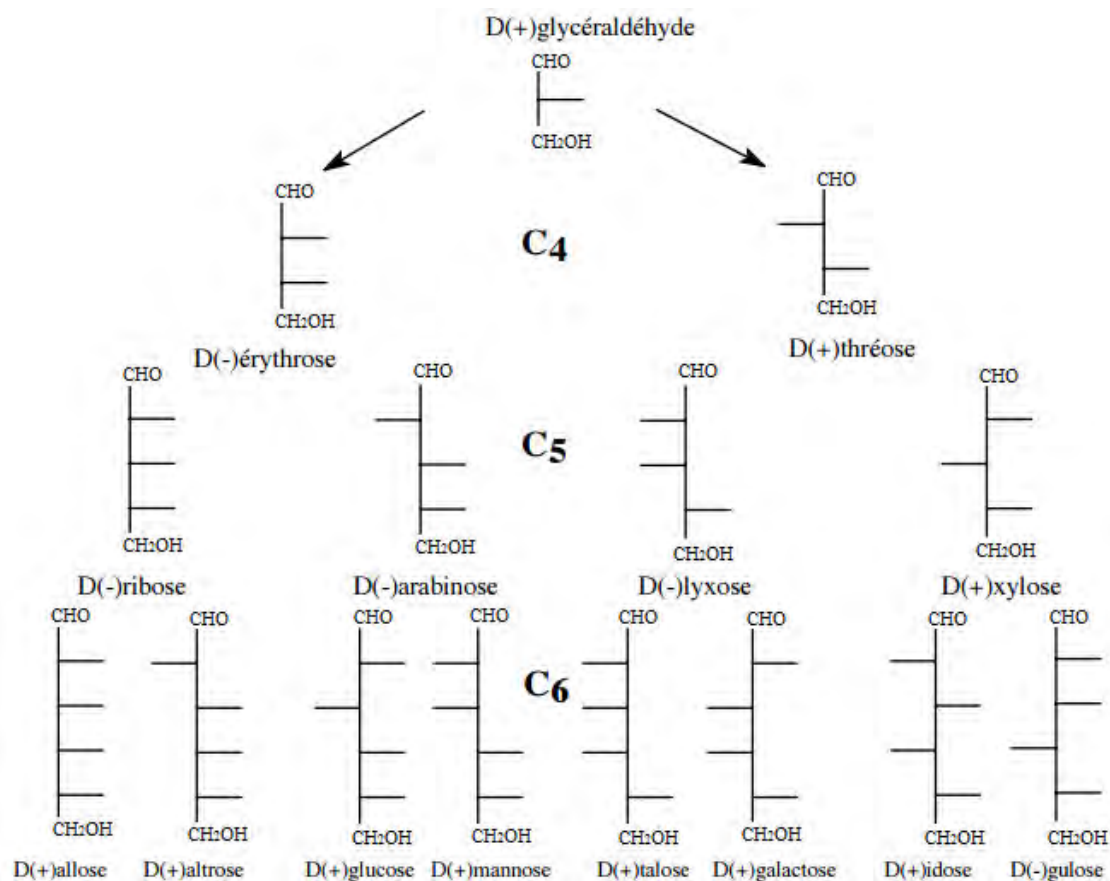 D(+)glycéraldéhyde
CHO
CH2OH
CHO CHO
C4
CH2OH CH2OH
D(-)érythrose D(+)thréose
CHO CHO CHO CHO
C5
CH2OH CH2OH CH2OH CH2OH
D(-)ribose D(-)arabinose D(-)lyxose D(+)xylose
CHO CHO CHO CHO CHO CHO CHO CHO
C6
CH2OH CH2OH CH2OH CH2OH CH2OH CH2OH CH2OH CH2OH
D(+)allose D(+)altrose D(+)glucose D(+)mannose D(+)talose D(+)galactose D(+)idose D(-)gulose